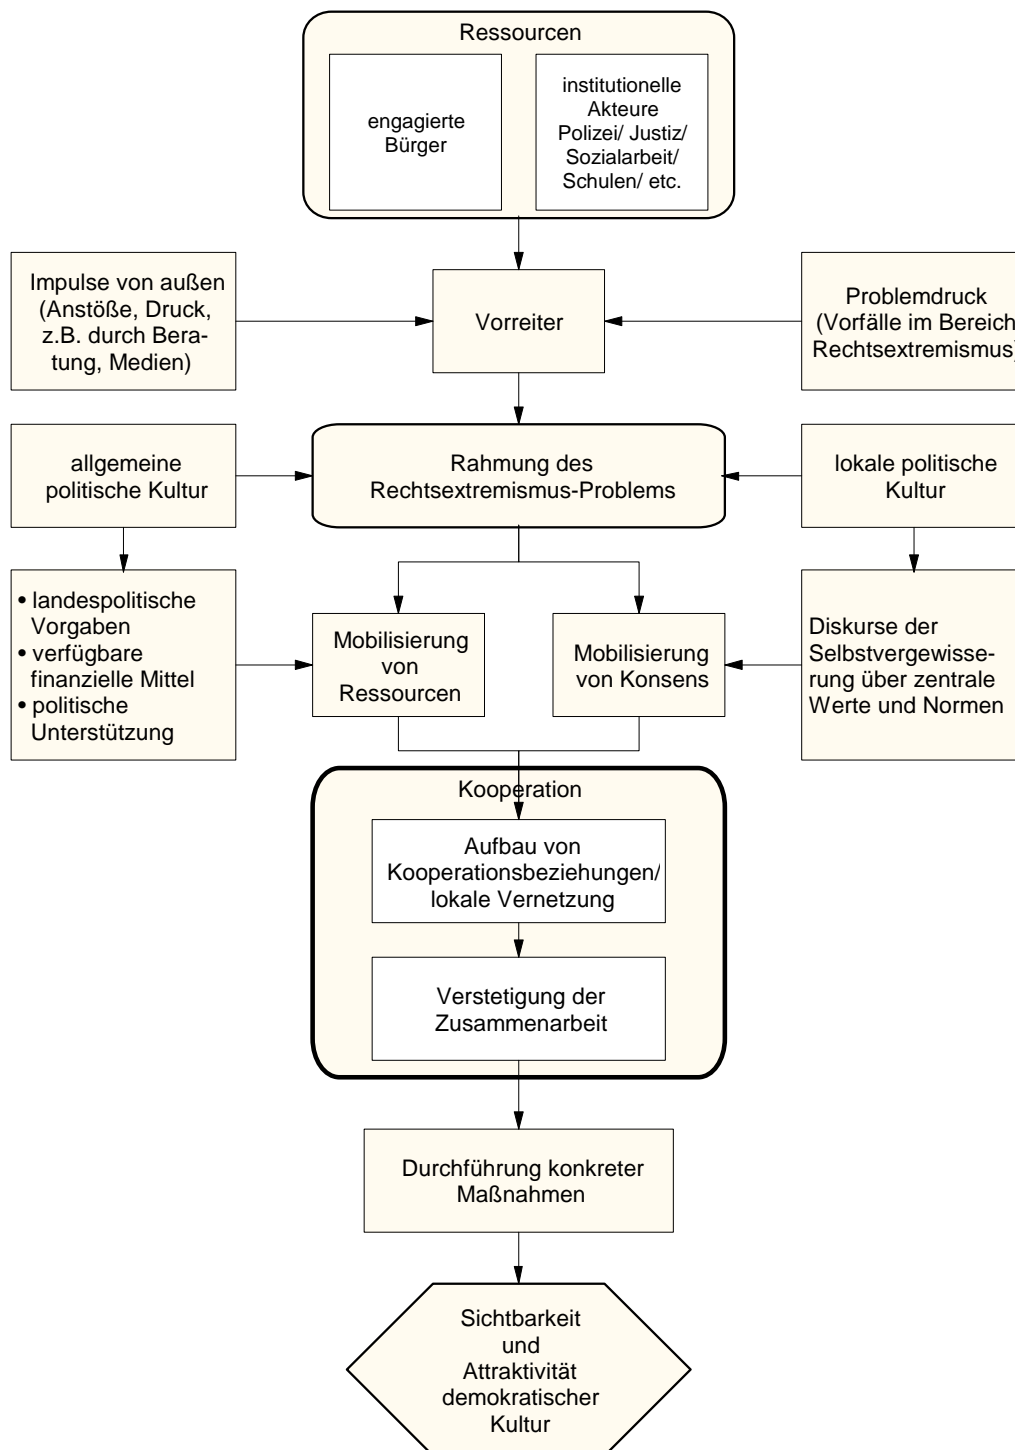 Ressourcen
engagierte
Bürger
institutionelle
Akteure
Polizei/ Justiz/
Sozialarbeit/
Schulen/ etc.
Impulse von außen
(Anstöße, Druck,
z.B. durch Bera-
tung, Medien)
Vorreiter
Problemdruck
(Vorfälle im Bereich
Rechtsextremismus)
allgemeine
politische Kultur
Rahmung des
Rechtsextremismus-Problems
lokale politische
Kultur
• landespolitische
Vorgaben
• verfügbare
finanzielle Mittel
• politische
Unterstützung
Mobilisierung
von
Ressourcen
Mobilisierung
von Konsens
Diskurse der
Selbstvergewisse-
rung über zentrale
Werte und Normen
Kooperation
Aufbau von
Kooperationsbeziehungen/
lokale Vernetzung
Verstetigung der
Zusammenarbeit
Durchführung konkreter
Maßnahmen
Sichtbarkeit
und
Attraktivität
demokratischer
Kultur